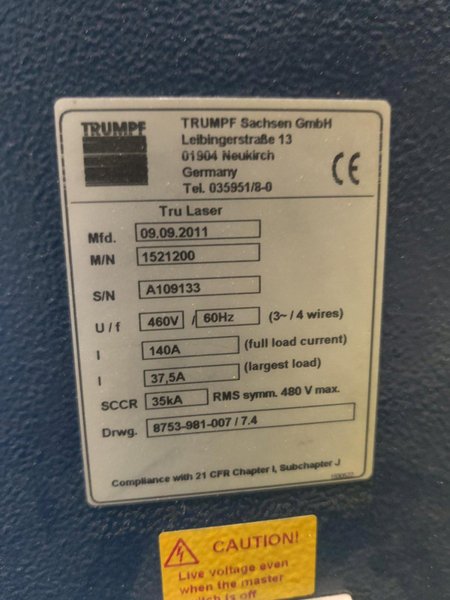 TRUMPF
TRUMPF Sachsen GmbH
Leibingerstraße 13
01904 Neukirch
Germany
Tel. 035951/8-0
CE
Tru Laser
Mfd. 09.09.2011
M/N 1521200
S/N A109133
U / f 460V / 60Hz (3~ / 4 wires)
I 140A (full load current)
I 37,5A (largest load)
SCCR 35kA RMS symm. 480 V max.
Drwg. 8753-981-007 / 7.4
Compliance with 21 CFR Chapter I, Subchapter J
CAUTION!
Live voltage even
when the master
switch is off